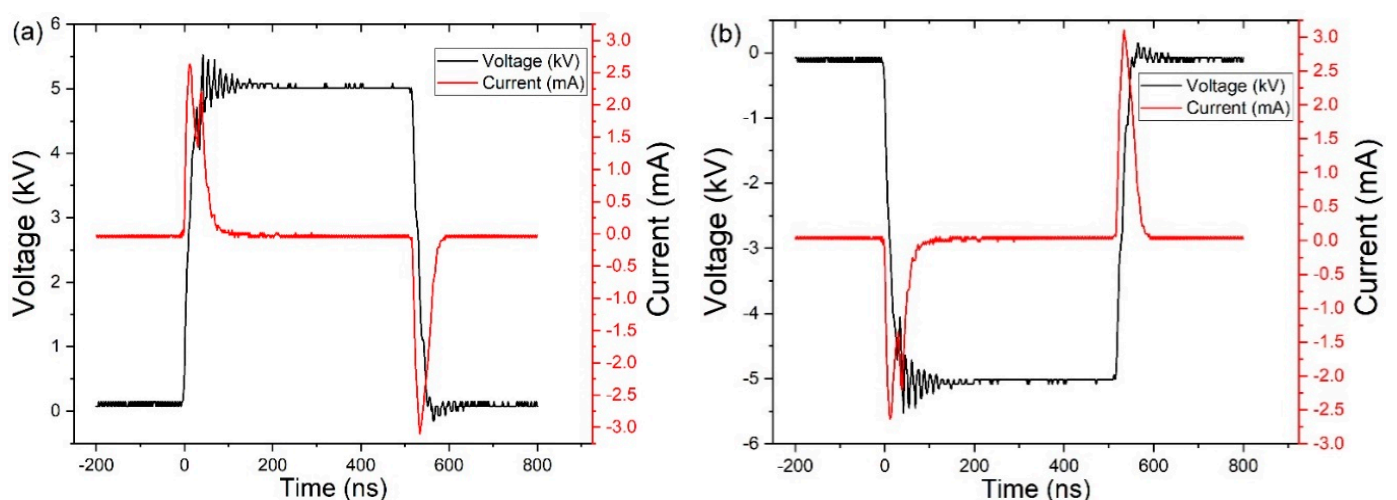 (a)
Voltage (kV)
Current (mA)
6
5
4
3
2
1
0
Voltage (kV)
3.0
2.5
2.0
1.5
1.0
0.5
0.0
-0.5
-1.0
-1.5
-2.0
-2.5
-3.0
Current (mA)
-200 0 200 400 600 800
Time (ns)
(b)
Voltage (kV)
Current (mA)
0
-1
-2
-3
-4
-5
-6
Voltage (kV)
3.0
2.5
2.0
1.5
1.0
0.5
0.0
-0.5
-1.0
-1.5
-2.0
-2.5
-3.0
Current (mA)
-200 0 200 400 600 800
Time (ns)